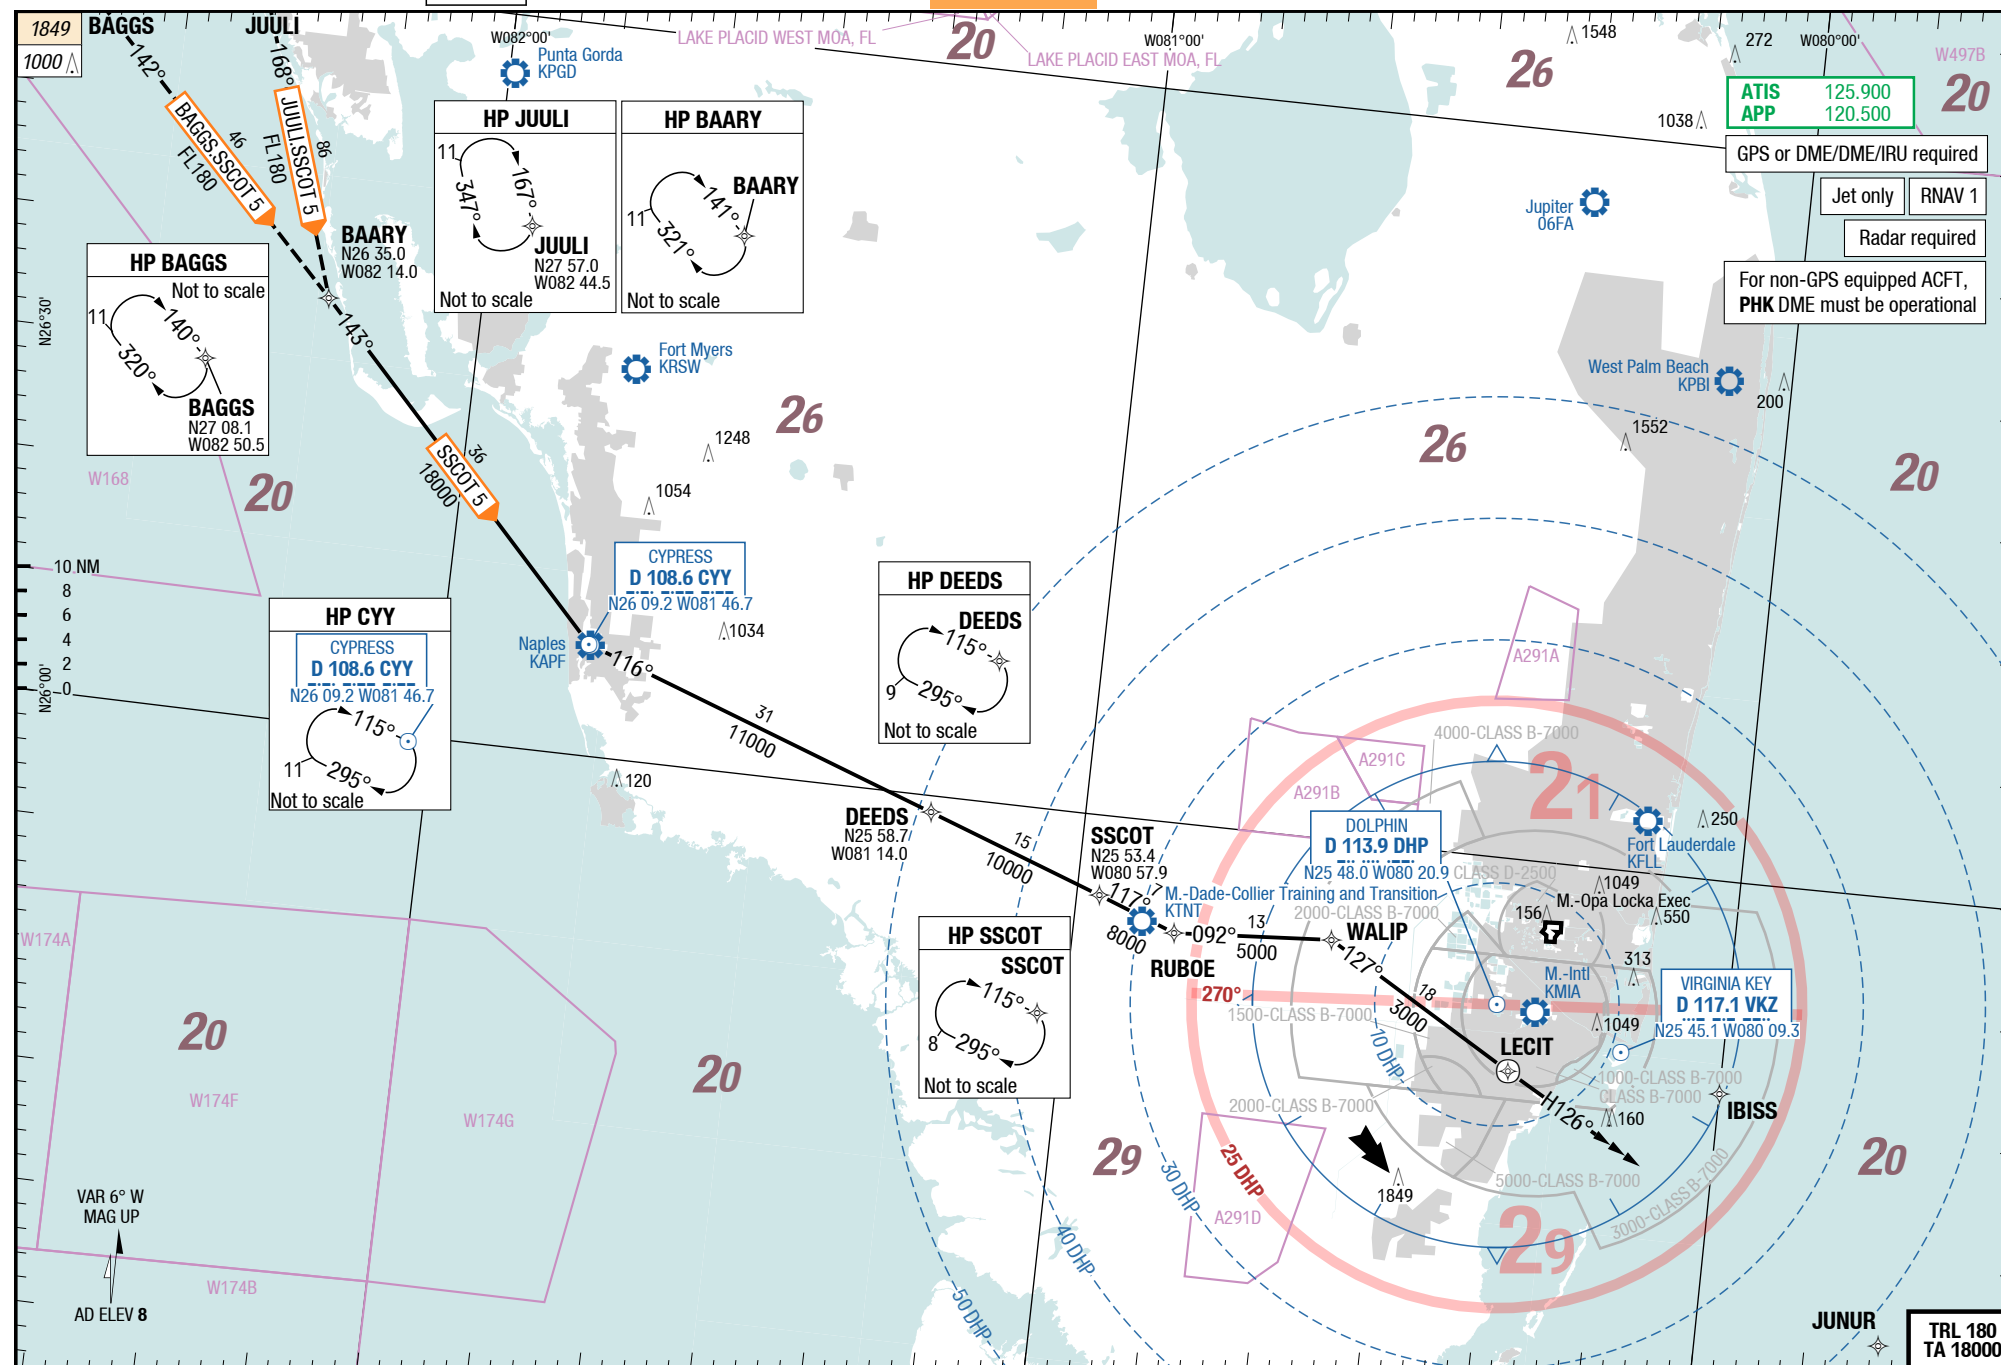 1849
1000
BAGGS
JUULI
142°
168°
BAGGS.SSCOT 5
46
FL180
JUULI.SSCOT 5
86
FL180
W082°00'
Punta Gorda
KPGD
LAKE PLACID WEST MOA, FL
20
LAKE PLACID EAST MOA, FL
W081°00'
26
1548
272
W080°00'
W497B
20
1038
ATIS 125.900
APP 120.500
GPS or DME/DME/IRU required
Jet only
RNAV 1
Radar required
For non-GPS equipped ACFT,
PHK DME must be operational
HP JUULI
11
167°
347°
JUULI
N27 57.0
W082 44.5
Not to scale
HP BAARY
BAARY
11
141°
321°
Not to scale
Jupiter
06FA
BAARY
N26 35.0
W082 14.0
HP BAGGS
Not to scale
11
140°
320°
BAGGS
N27 08.1
W082 50.5
N26°30'
143°
Fort Myers
KRSW
West Palm Beach
KPBI
200
1552
26
26
1248
1054
W168
20
SSCOT 5
36
18000
20
10 NM
8
6
4
2
0
N26°00'
CYPRESS
D 108.6 CYY
N26 09.2 W081 46.7
1034
Naples
KAPF
116°
HP CYY
CYPRESS
D 108.6 CYY
N26 09.2 W081 46.7
115°
11
295°
Not to scale
HP DEEDS
DEEDS
115°
9
295°
Not to scale
31
11000
120
A291A
A291C
A291B
4000-CLASS B-7000
21
DEEDS
N25 58.7
W081 14.0
15
10000
SSCOT
N25 53.4
W080 57.9
117°
7
8000
M.-Dade-Collier Training and Transition
KTNT
DOLPHIN
D 113.9 DHP
N25 48.0 W080 20.9
CLASS D-2500
250
Fort Lauderdale
KFLL
1049
M.-Opa Locka Exec
156
550
2000-CLASS B-7000
RUBOE
092°
13
5000
WALIP
127°
18
3000
HP SSCOT
SSCOT
115°
8
295°
Not to scale
270°
1500-CLASS B-7000
M.-Intl
KMIA
313
1049
VIRGINIA KEY
D 117.1 VKZ
N25 45.1 W080 09.3
10 DHP
LECIT
1000-CLASS B-7000
CLASS B-7000
H126°
160
IBISS
2000-CLASS B-7000
W174A
20
W174F
W174G
20
29
25 DHP
30 DHP
40 DHP
50 DHP
A291D
1849
5000-CLASS B-7000
3000-CLASS B-7000
29
20
VAR 6° W
MAG UP
AD ELEV 8
W174B
JUNUR
TRL 180
TA 18000